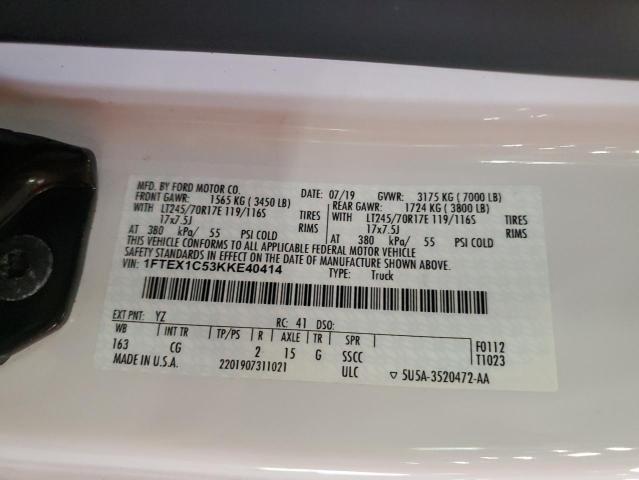 MFD. BY FORD MOTOR CO. DATE: 07/19 GVWR: 3175 KG (7000 LB)
FRONT GAWR: 1565 KG (3450 LB) REAR GAWR: 1724 KG (3800 LB)
WITH LT245/70R17E 119/116S TIRES WITH LT245/70R17E 119/116S TIRES
17x7.5J RIMS 17x7.5J RIMS
AT 380 kPa/ 55 PSI COLD AT 380 kPa/ 55 PSI COLD
THIS VEHICLE CONFORMS TO ALL APPLICABLE FEDERAL MOTOR VEHICLE
SAFETY STANDARDS IN EFFECT ON THE DATE OF MANUFACTURE SHOWN ABOVE.
VIN: 1FTEX1C53KKE40414 TYPE: Truck
EXT PNT: YZ RC: 41 DSO:
WB INT TR TP/PS R AXLE TR SPR F0112
163 CG 2 15 G SSCC T1023
MADE IN U.S.A. 2201907311021 ULC ▽ 5U5A-3520472-AA